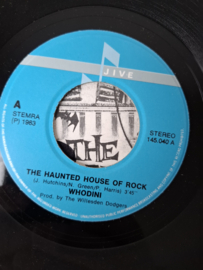 JIVE
A
STEMRA
(P) 1983
STEREO
145.040 A
THE
THE HAUNTED HOUSE OF ROCK
WHODINI
Prod. by The Willesden Dodgers